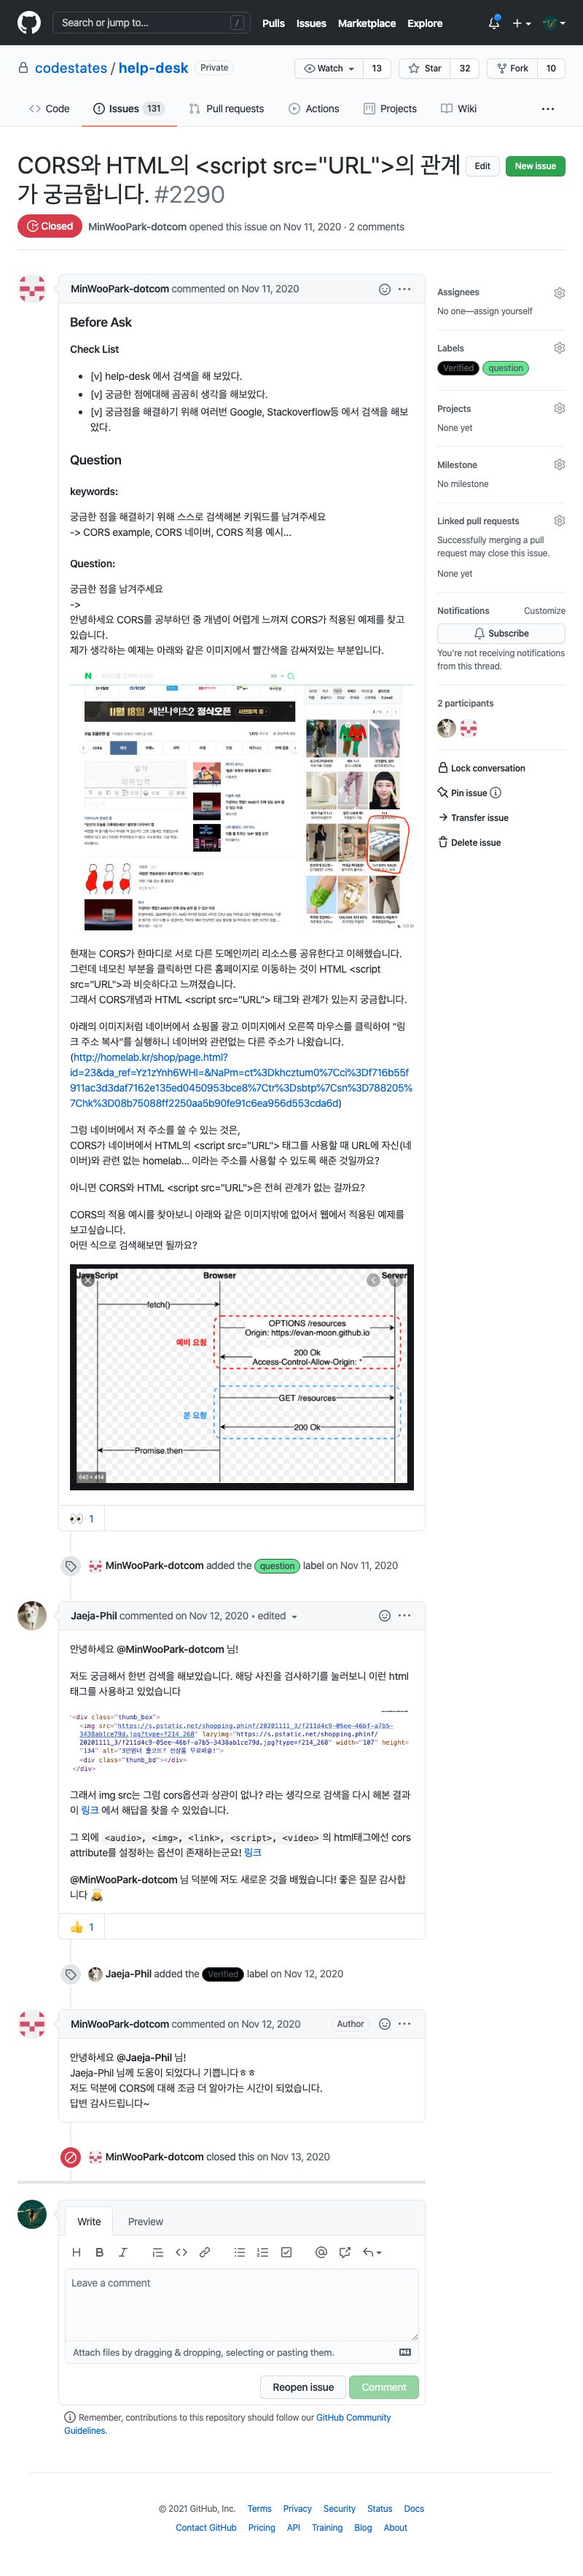 Search or jump to...
/
Pulls Issues Marketplace Explore
codestates / help-desk Private
Watch 13 Star 32 Fork 10
Code Issues 131 Pull requests Actions Projects Wiki
CORS와 HTML의 <script src="URL">의 관계
가 궁금합니다. #2290
Edit New issue
Closed MinWooPark-dotcom opened this issue on Nov 11, 2020 · 2 comments
MinWooPark-dotcom commented on Nov 11, 2020
Before Ask
Check List
• [v] help-desk 에서 검색을 해 보았다.
• [v] 궁금한 점에대해 곰곰히 생각을 해보았다.
• [v] 궁금점을 해결하기 위해 여러번 Google, Stackoverflow등 에서 검색을 해보
았다.
Question
keywords:
궁금한 점을 해결하기 위해 스스로 검색해본 키워드를 남겨주세요
-> CORS example, CORS 네이버, CORS 적용 예시...
Question:
궁금한 점을 남겨주세요
->
안녕하세요 CORS를 공부하던 중 개념이 어렵게 느껴져 CORS가 적용된 예제를 찾고
있습니다.
제가 생각하는 예제는 아래와 같은 이미지에서 빨간색을 감싸져있는 부분입니다.
N
11월 18일 세븐나이츠2 정식오픈
현재는 CORS가 한마디로 서로 다른 도메인끼리 리소스릉 공유한다고 이해했습니다.
그런데 네모친 부분을 클릭하면 다른 홈페이지로 이동하는 것이 HTML <script
src="URL">과 비슷하다고 느껴졌습니다.
그래서 CORS개념과 HTML <script src="URL"> 태그와 관계가 있는지 궁금합니다.
아래의 이미지처럼 네이버에서 쇼핑몰 광고 이미지에서 오른쪽 마우스를 클릭하여 "링
크 주소 복사"를 실행하니 네이버와 관련없는 다른 주소가 나왔습니다.
(http://homelab.kr/shop/page.html?
id=23&da_ref=Yz1zYnh6WHI=&NaPm=ct%3Dkhcztum0%7Cci%3Df716b55f
911ac3d3daf7162e135ed0450953bce8%7Ctr%3Dsbtp%7Csn%3D788205%
7Chk%3D08b75088ff2250aa5b90fe91c6ea956d553cda6d)
그럼 네이버에서 저 주소를 쓸 수 있는 것은,
CORS가 네이버에서 HTML의 <script src="URL"> 태그를 사용할 때 URL에 자신(네
이버)와 관련 없는 homelab... 이라는 주소를 사용할 수 있도록 해준 것일까요?
아니면 CORS와 HTML <script src="URL">은 전혀 관계가 없는 걸까요?
CORS의 적용 예시를 찾아보니 아래와 같은 이미지밖에 없어서 웹에서 적용된 예제를
보고싶습니다.
어떤 식으로 검색해보면 될까요?
JavaScript Browser Server
fetch()
예비 요청
OPTIONS /resources
Origin: https://evan-moon.github.io
200 Ok
Access-Control-Allow-Origin: *
본 요청
GET /resources
200 Ok
Promise.then
640 × 414
1
MinWooPark-dotcom added the question label on Nov 11, 2020
Jaeja-Phil commented on Nov 12, 2020 • edited
안녕하세요 @MinWooPark-dotcom 님!
저도 궁금해서 한번 검색을 해보았습니다. 해당 사진을 검사하기를 눌러보니 이런 html
태그를 사용하고 있었습니다
<div class="thumb_box">
<img src="https://s.pstatic.net/shopping.phinf/20201111_3/f211d4c9-05ee-46bf-a7b5-
3438ab1ce79d.jpg?type=f214_268" lazyimg="https://s.pstatic.net/shopping.phinf/
20201111_3/f211d4c9-05ee-46bf-a7b5-3438ab1ce79d.jpg?type=f214_268" width="107" height=
"134" alt="3만원대 롤코드? 전상품 무료배송!">
<div class="thumb_bd"></div>
</div>
그래서 img src는 그럼 cors옵션과 상관이 없나? 라는 생각으로 검색을 다시 해본 결과
이 링크 에서 해답을 찾을 수 있었습니다.
그 외에 <audio>, <img>, <link>, <script>, <video> 의 html태그에선 cors
attribute를 설정하는 옵션이 존재하는군요! 링크
@MinWooPark-dotcom 님 덕분에 저도 새로운 것을 배웠습니다! 좋은 질문 감사합
니다
1
Jaeja-Phil added the Verified label on Nov 12, 2020
MinWooPark-dotcom commented on Nov 12, 2020 Author
안녕하세요 @Jaeja-Phil 님!
Jaeja-Phil 님께 도움이 되었다니 기쁩니다ㅎㅎ
저도 덕분에 CORS에 대해 조금 더 알아가는 시간이 되었습니다.
답변 감사드립니다~
MinWooPark-dotcom closed this on Nov 13, 2020
Write Preview
H B I
Leave a comment
Attach files by dragging & dropping, selecting or pasting them.
Reopen issue Comment
Remember, contributions to this repository should follow our GitHub Community
Guidelines.
Assignees
No one—assign yourself
Labels
Verified question
Projects
None yet
Milestone
No milestone
Linked pull requests
Successfully merging a pull
request may close this issue.
None yet
Notifications Customize
Subscribe
You're not receiving notifications
from this thread.
2 participants
Lock conversation
Pin issue
Transfer issue
Delete issue
© 2021 GitHub, Inc. Terms Privacy Security Status Docs
Contact GitHub Pricing API Training Blog About